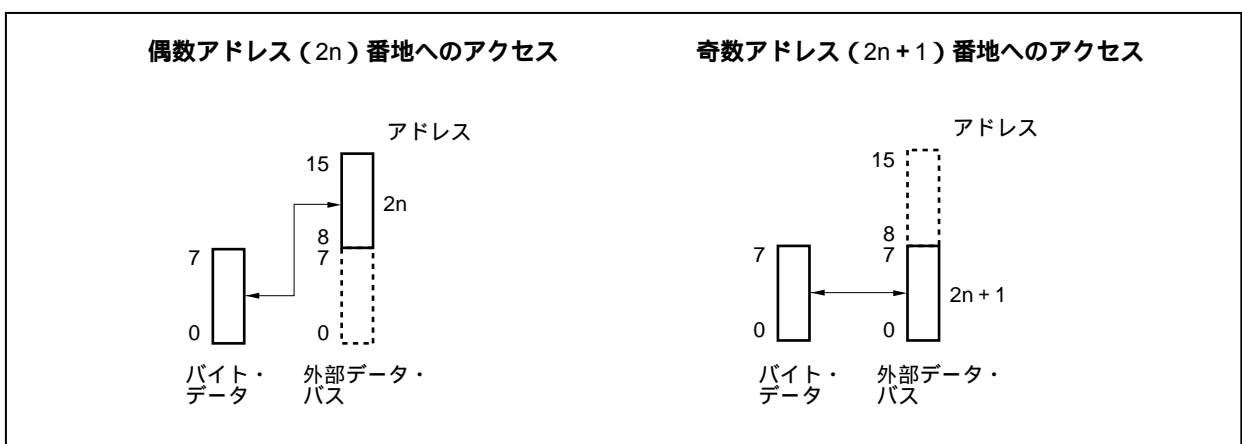 偶数アドレス(2n)番地へのアクセス
アドレス
15
2n
8
7
7
0
0
バイト・
データ
外部データ・
バス
奇数アドレス(2n+1)番地へのアクセス
アドレス
15
8
7
7
2n+1
0
0
バイト・
データ
外部データ・
バス